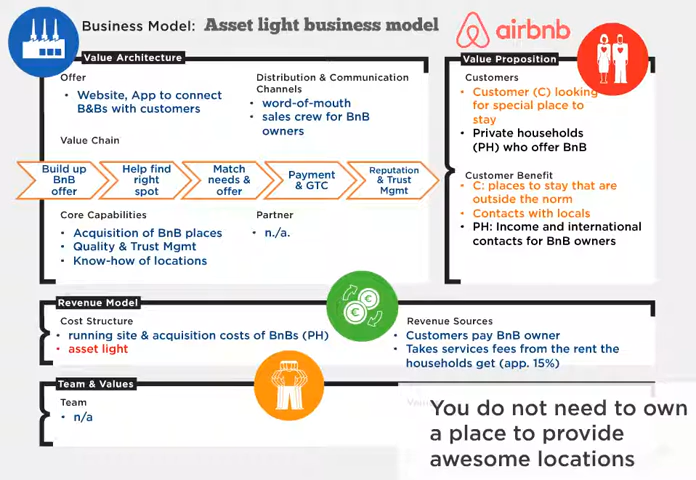 Business Model: Asset light business model
airbnb
Value Architecture
Offer
• Website, App to connect
B&Bs with customers
Distribution & Communication
Channels
• word-of-mouth
• sales crew for BnB
owners
Value Chain
Build up
BnB
offer
Help find
right
spot
Match
needs &
offer
Payment
& GTC
Reputation
& Trust
Mgmt
Core Capabilities
• Acquisition of BnB places
• Quality & Trust Mgmt
• Know-how of locations
Partner
• n./a.
Value Proposition
Customers
• Customer (C) looking
for special place to
stay
• Private households
(PH) who offer BnB
Customer Benefit
• C: places to stay that are
outside the norm
• Contacts with locals
• PH: Income and international
contacts for BnB owners
Revenue Model
Cost Structure
• running site & acquisition costs of BnBs (PH)
• asset light
Revenue Sources
• Customers pay BnB owner
• Takes services fees from the rent the
households get (app. 15%)
Team & Values
Team
• n/a
You do not need to own
a place to provide
awesome locations